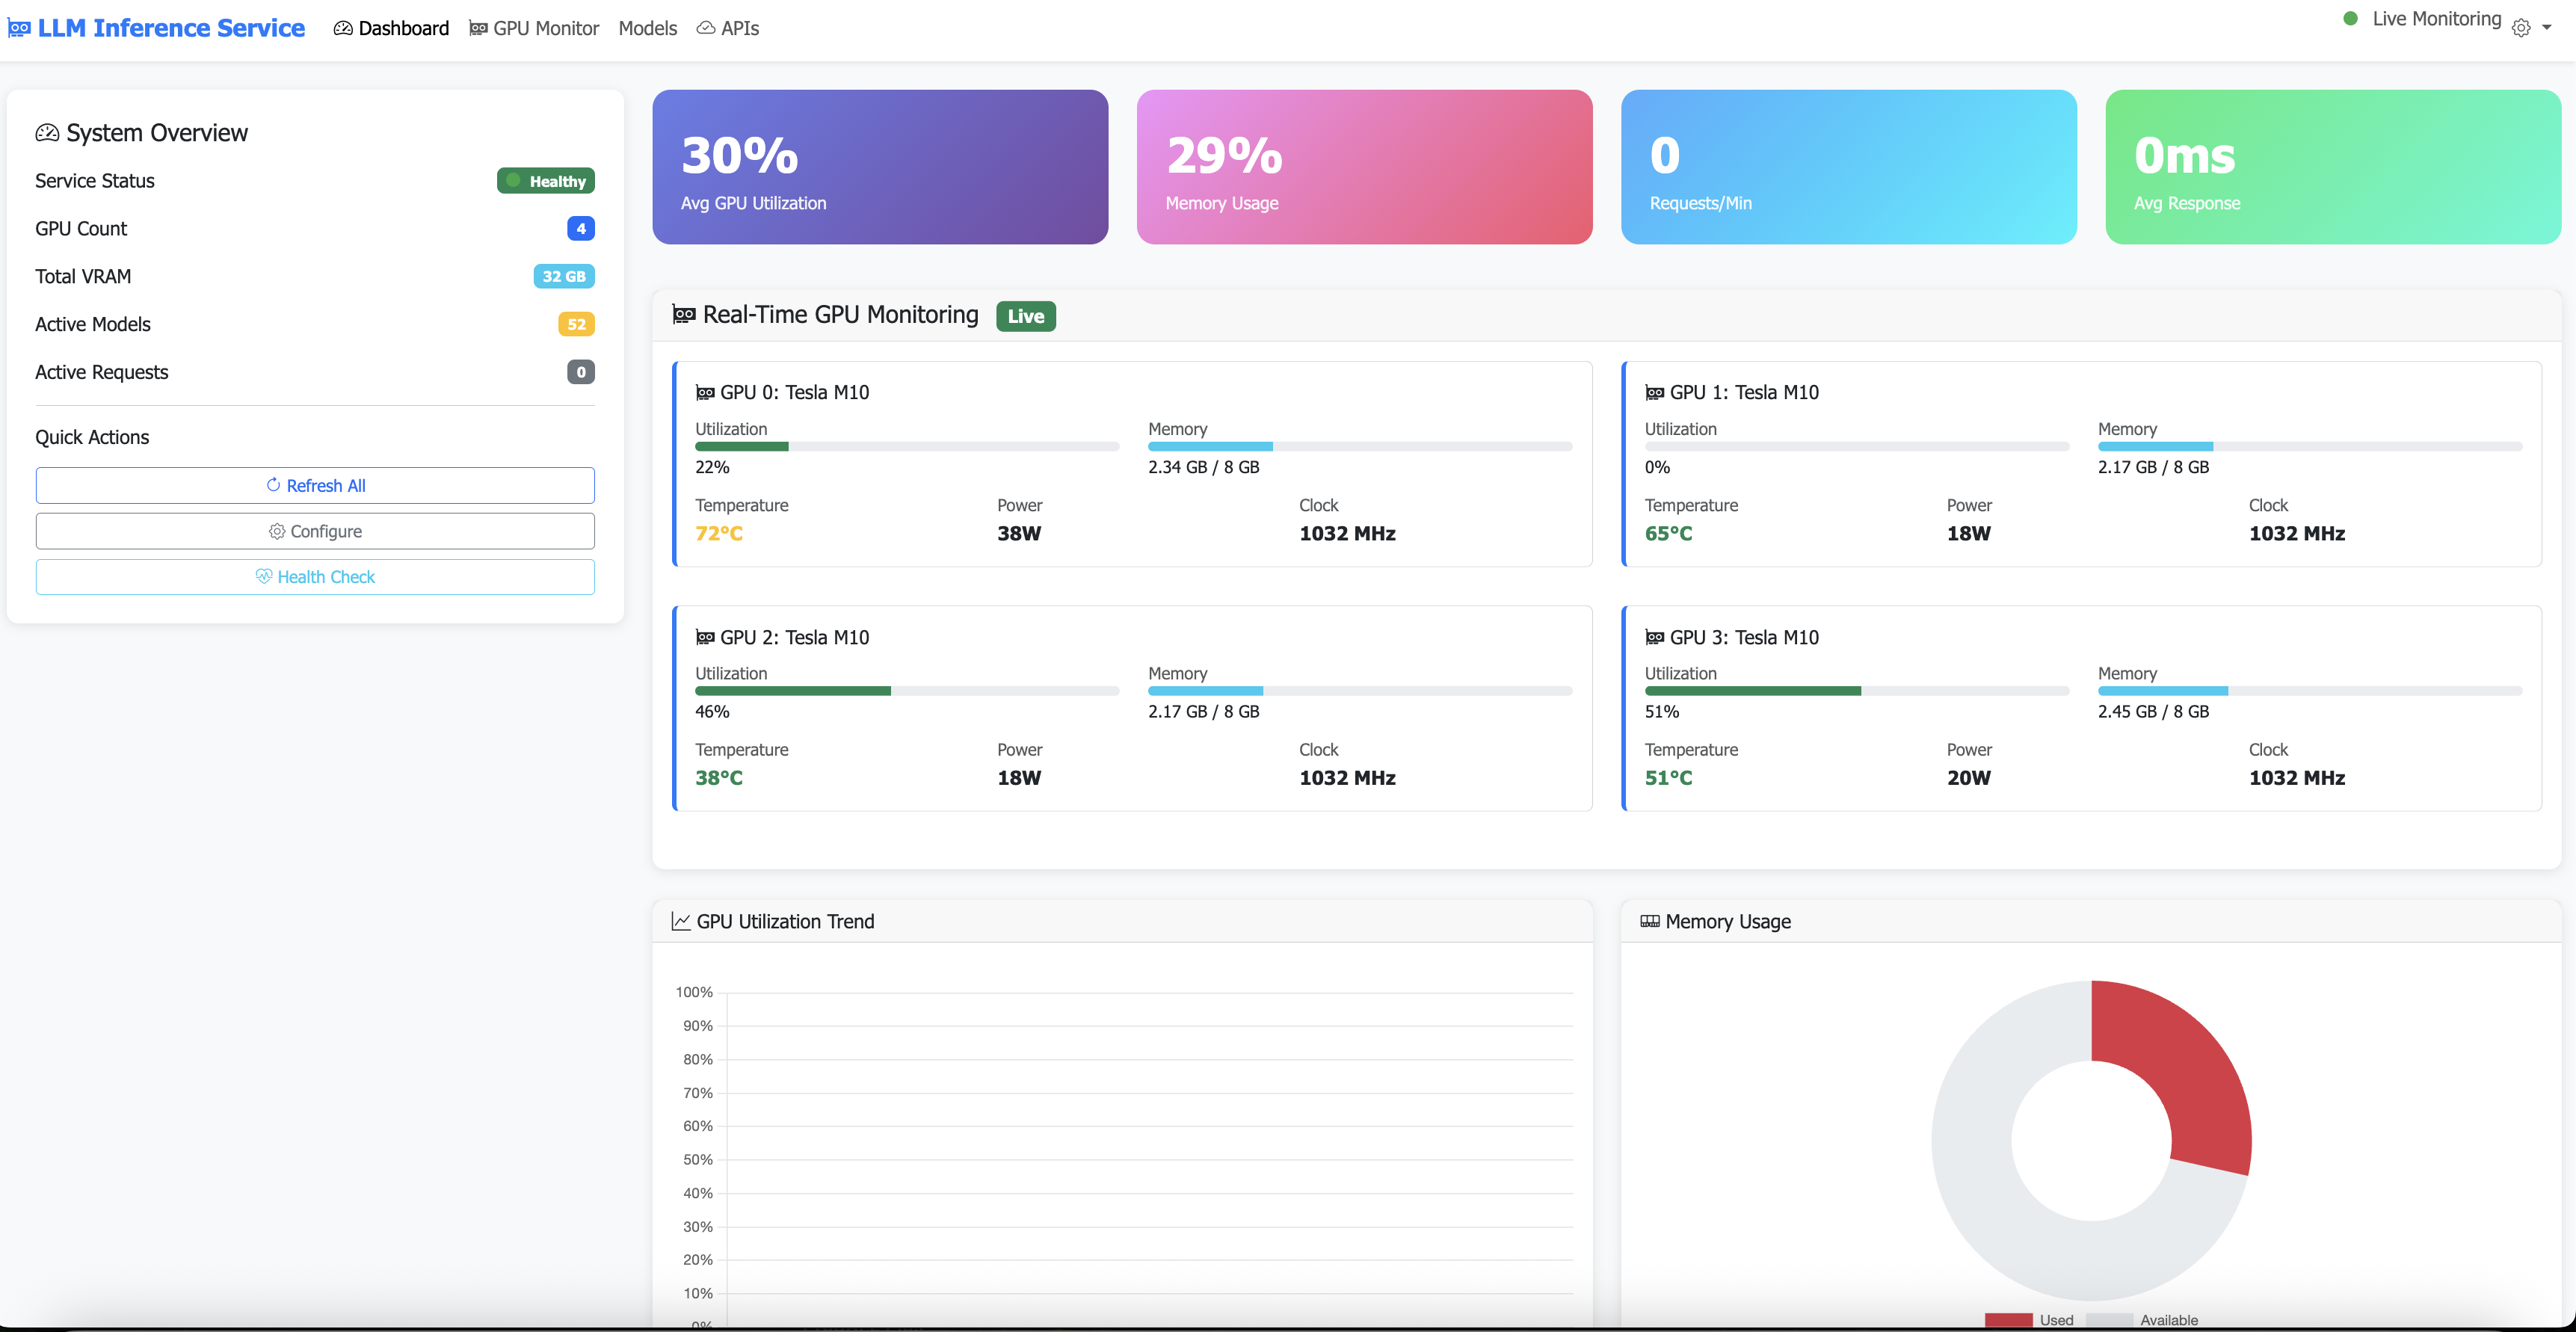 LLM Inference Service Dashboard GPU Monitor Models APIs Live Monitoring
System Overview
Service Status Healthy
GPU Count 4
Total VRAM 32 GB
Active Models 52
Active Requests 0
Quick Actions
Refresh All
Configure
Health Check
30%
Avg GPU Utilization
29%
Memory Usage
0
Requests/Min
0ms
Avg Response
Real-Time GPU Monitoring Live
GPU 0: Tesla M10
Utilization Memory
22% 2.34 GB / 8 GB
Temperature Power Clock
72°C 38W 1032 MHz
GPU 1: Tesla M10
Utilization Memory
0% 2.17 GB / 8 GB
Temperature Power Clock
65°C 18W 1032 MHz
GPU 2: Tesla M10
Utilization Memory
46% 2.17 GB / 8 GB
Temperature Power Clock
38°C 18W 1032 MHz
GPU 3: Tesla M10
Utilization Memory
51% 2.45 GB / 8 GB
Temperature Power Clock
51°C 20W 1032 MHz
GPU Utilization Trend
100%
90%
80%
70%
60%
50%
40%
30%
20%
10%
0%
Memory Usage
Used Available